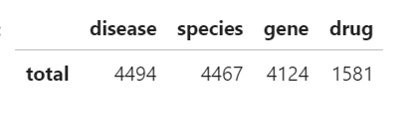 disease species gene drug
total 4494 4467 4124 1581